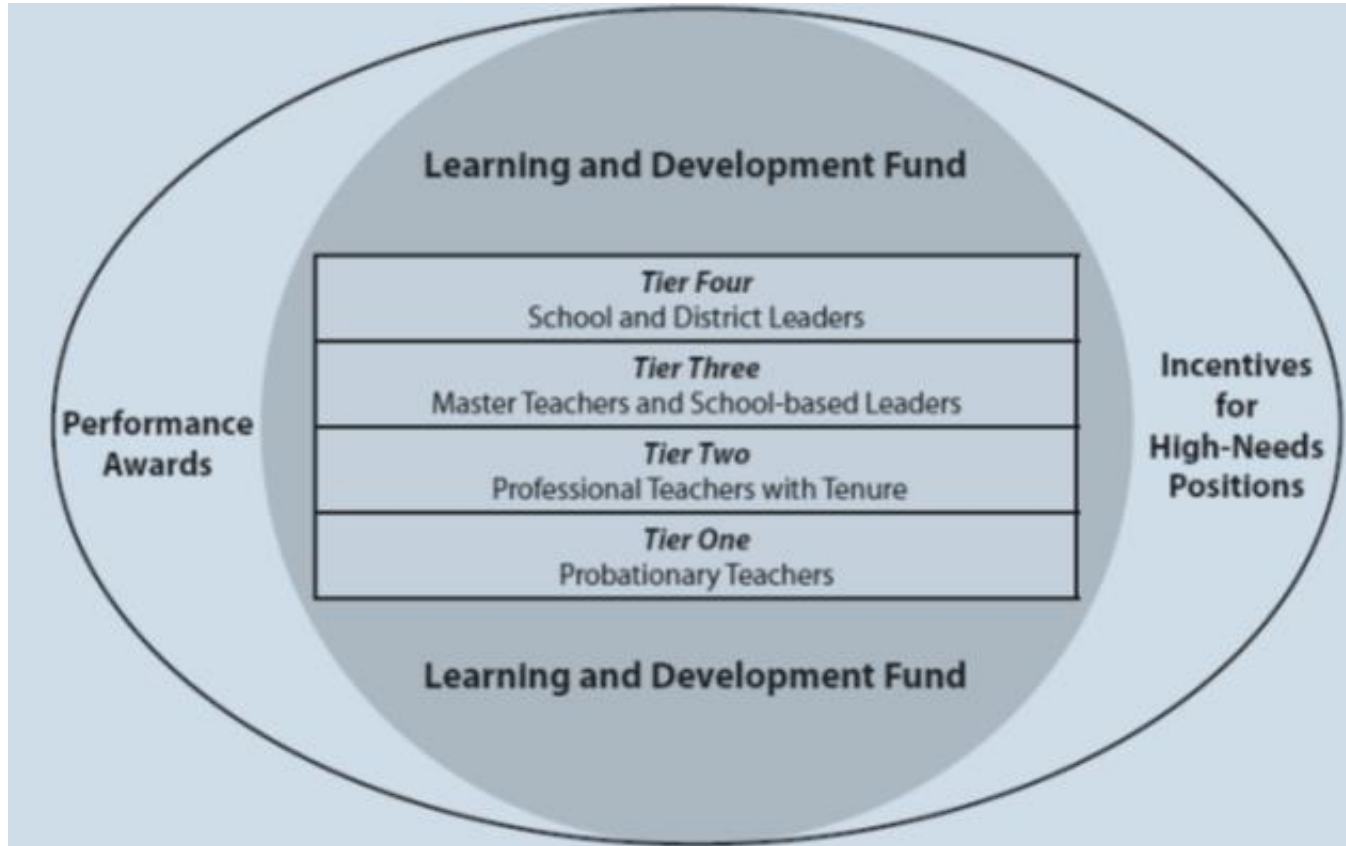 Learning and Development Fund
Tier Four
School and District Leaders
Tier Three
Master Teachers and School-based Leaders
Tier Two
Professional Teachers with Tenure
Tier One
Probationary Teachers
Learning and Development Fund
Performance
Awards
Incentives
for
High-Needs
Positions